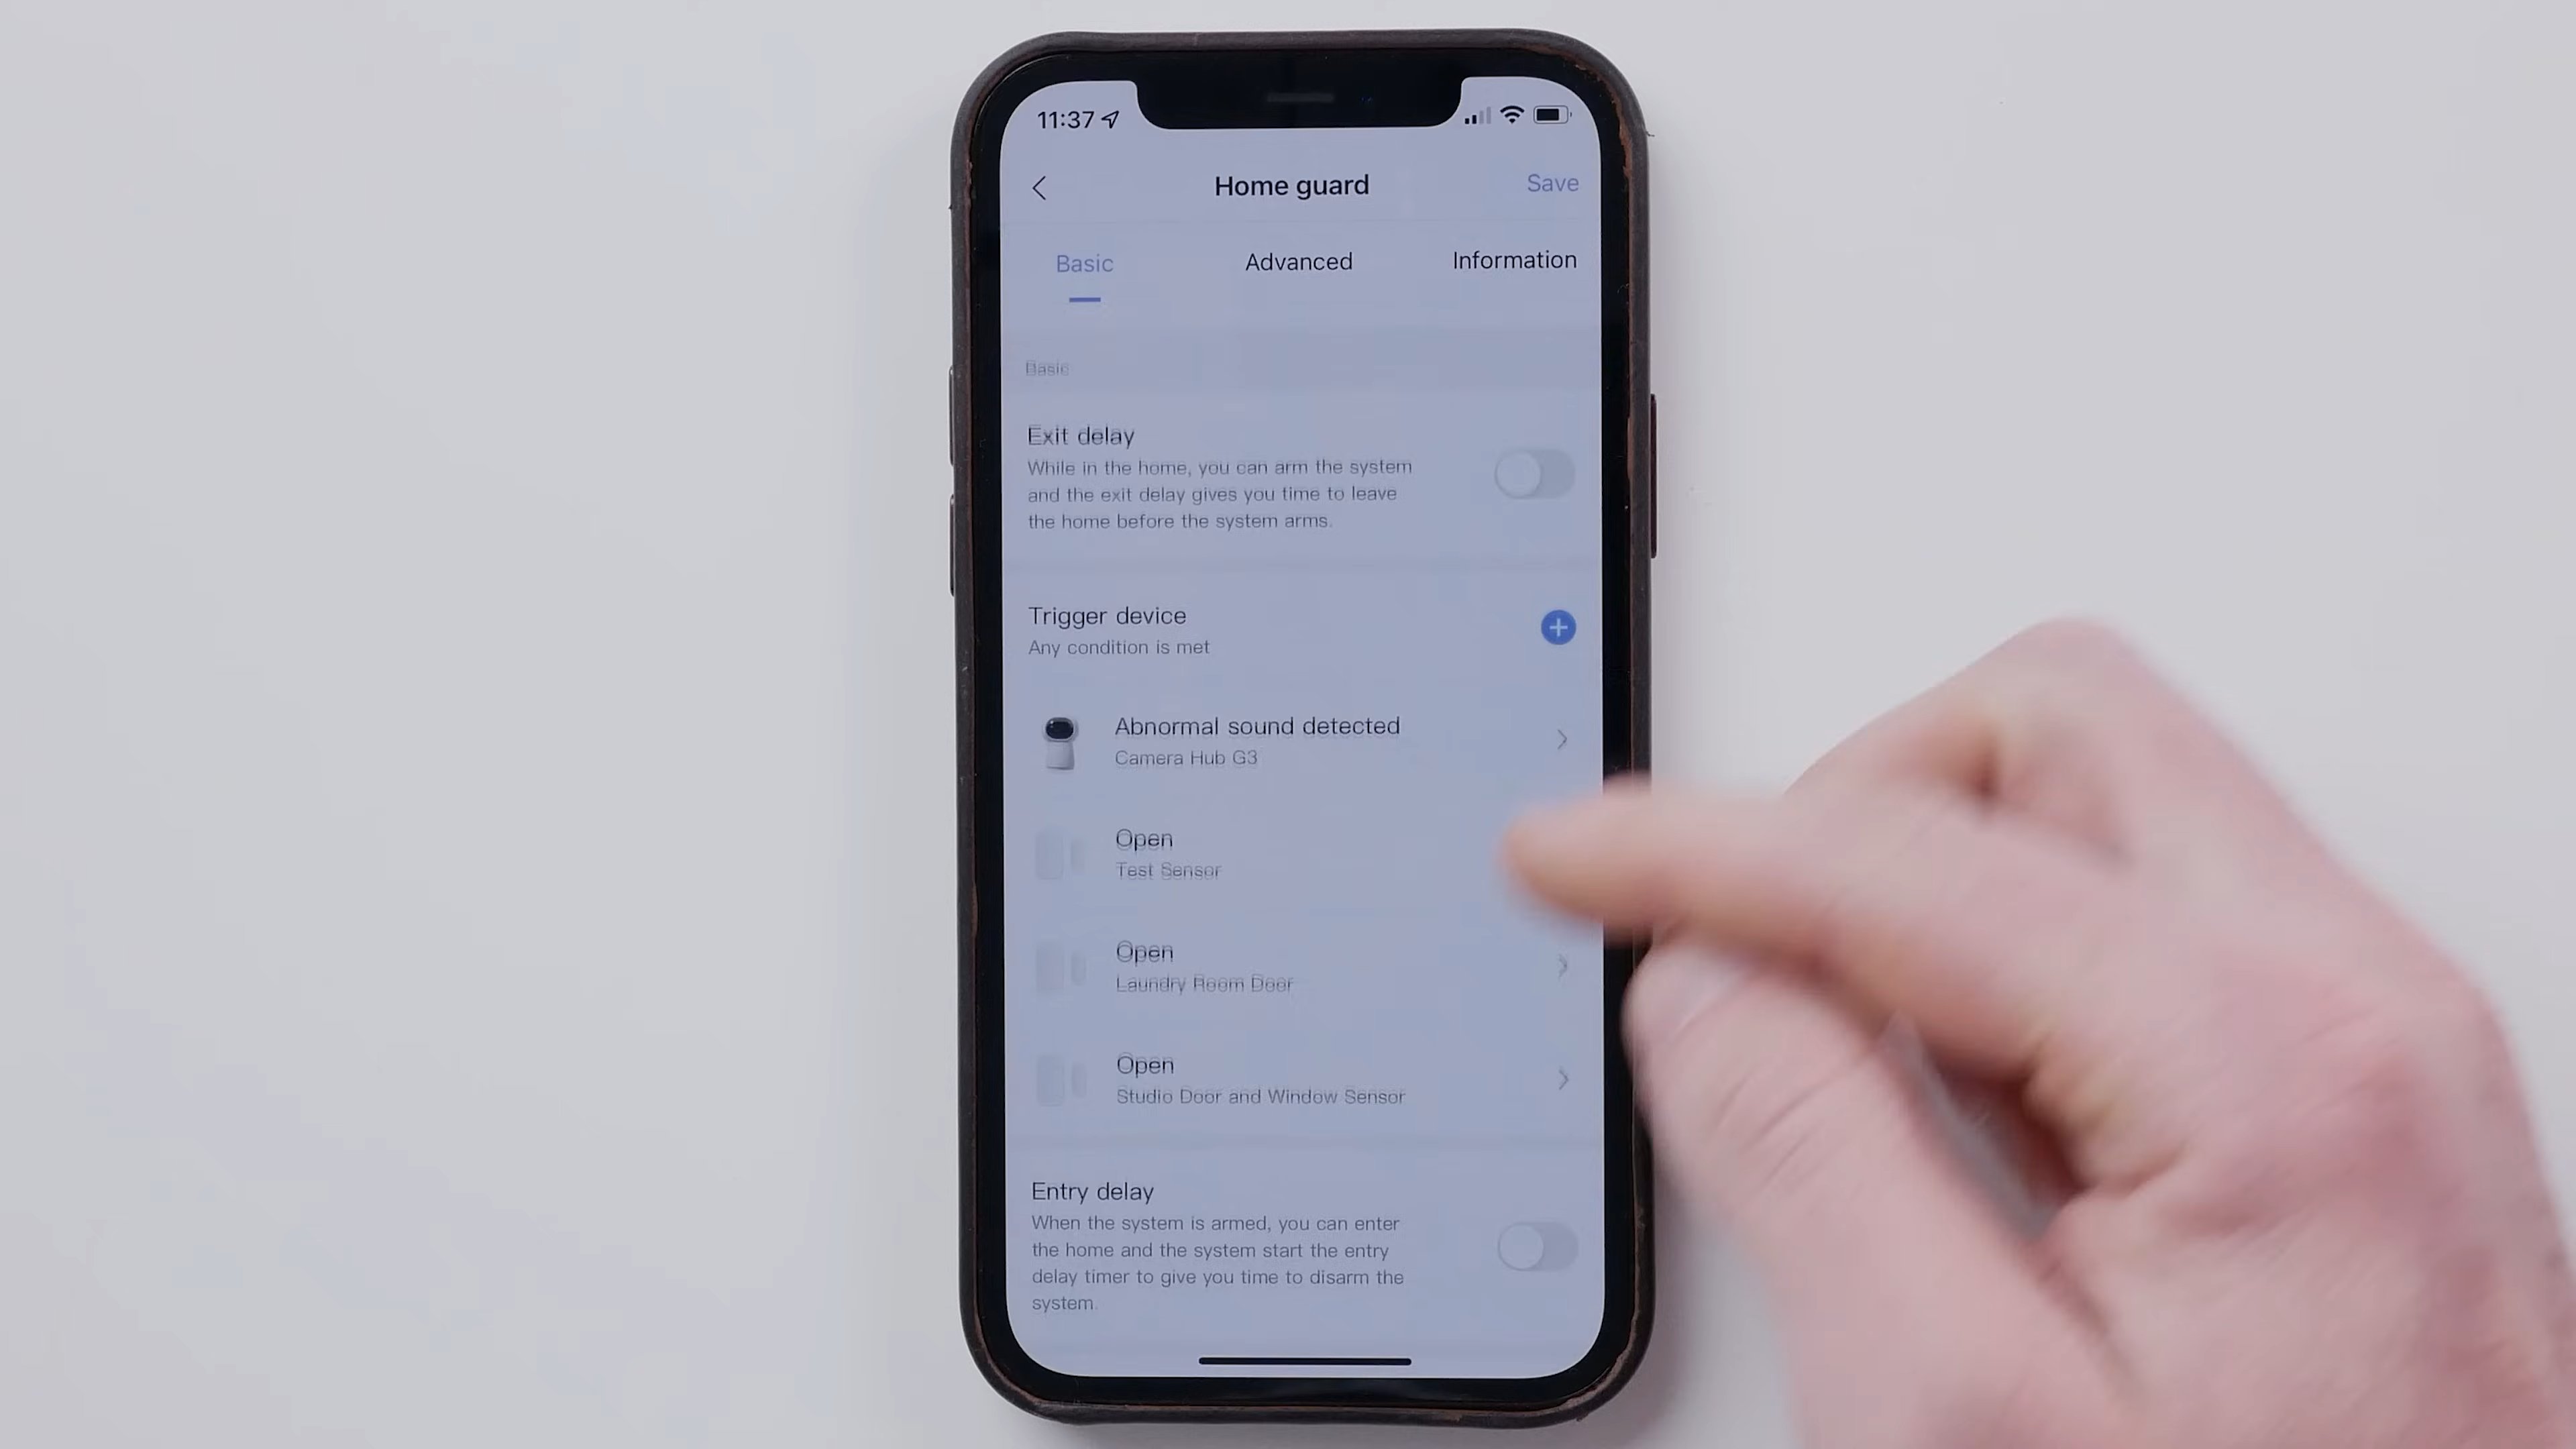 11:37
Home guard
Save
Basic
Advanced
Information
Basic
Exit delay
While in the home, you can arm the system
and the exit delay gives you time to leave
the home before the system arms.
Trigger device
Any condition is met
Abnormal sound detected
Camera Hub G3
Open
Test Sensor
Open
Laundry Room Door
Open
Studio Door and Window Sensor
Entry delay
When the system is armed, you can enter
the home and the system start the entry
delay timer to give you time to disarm the
system.